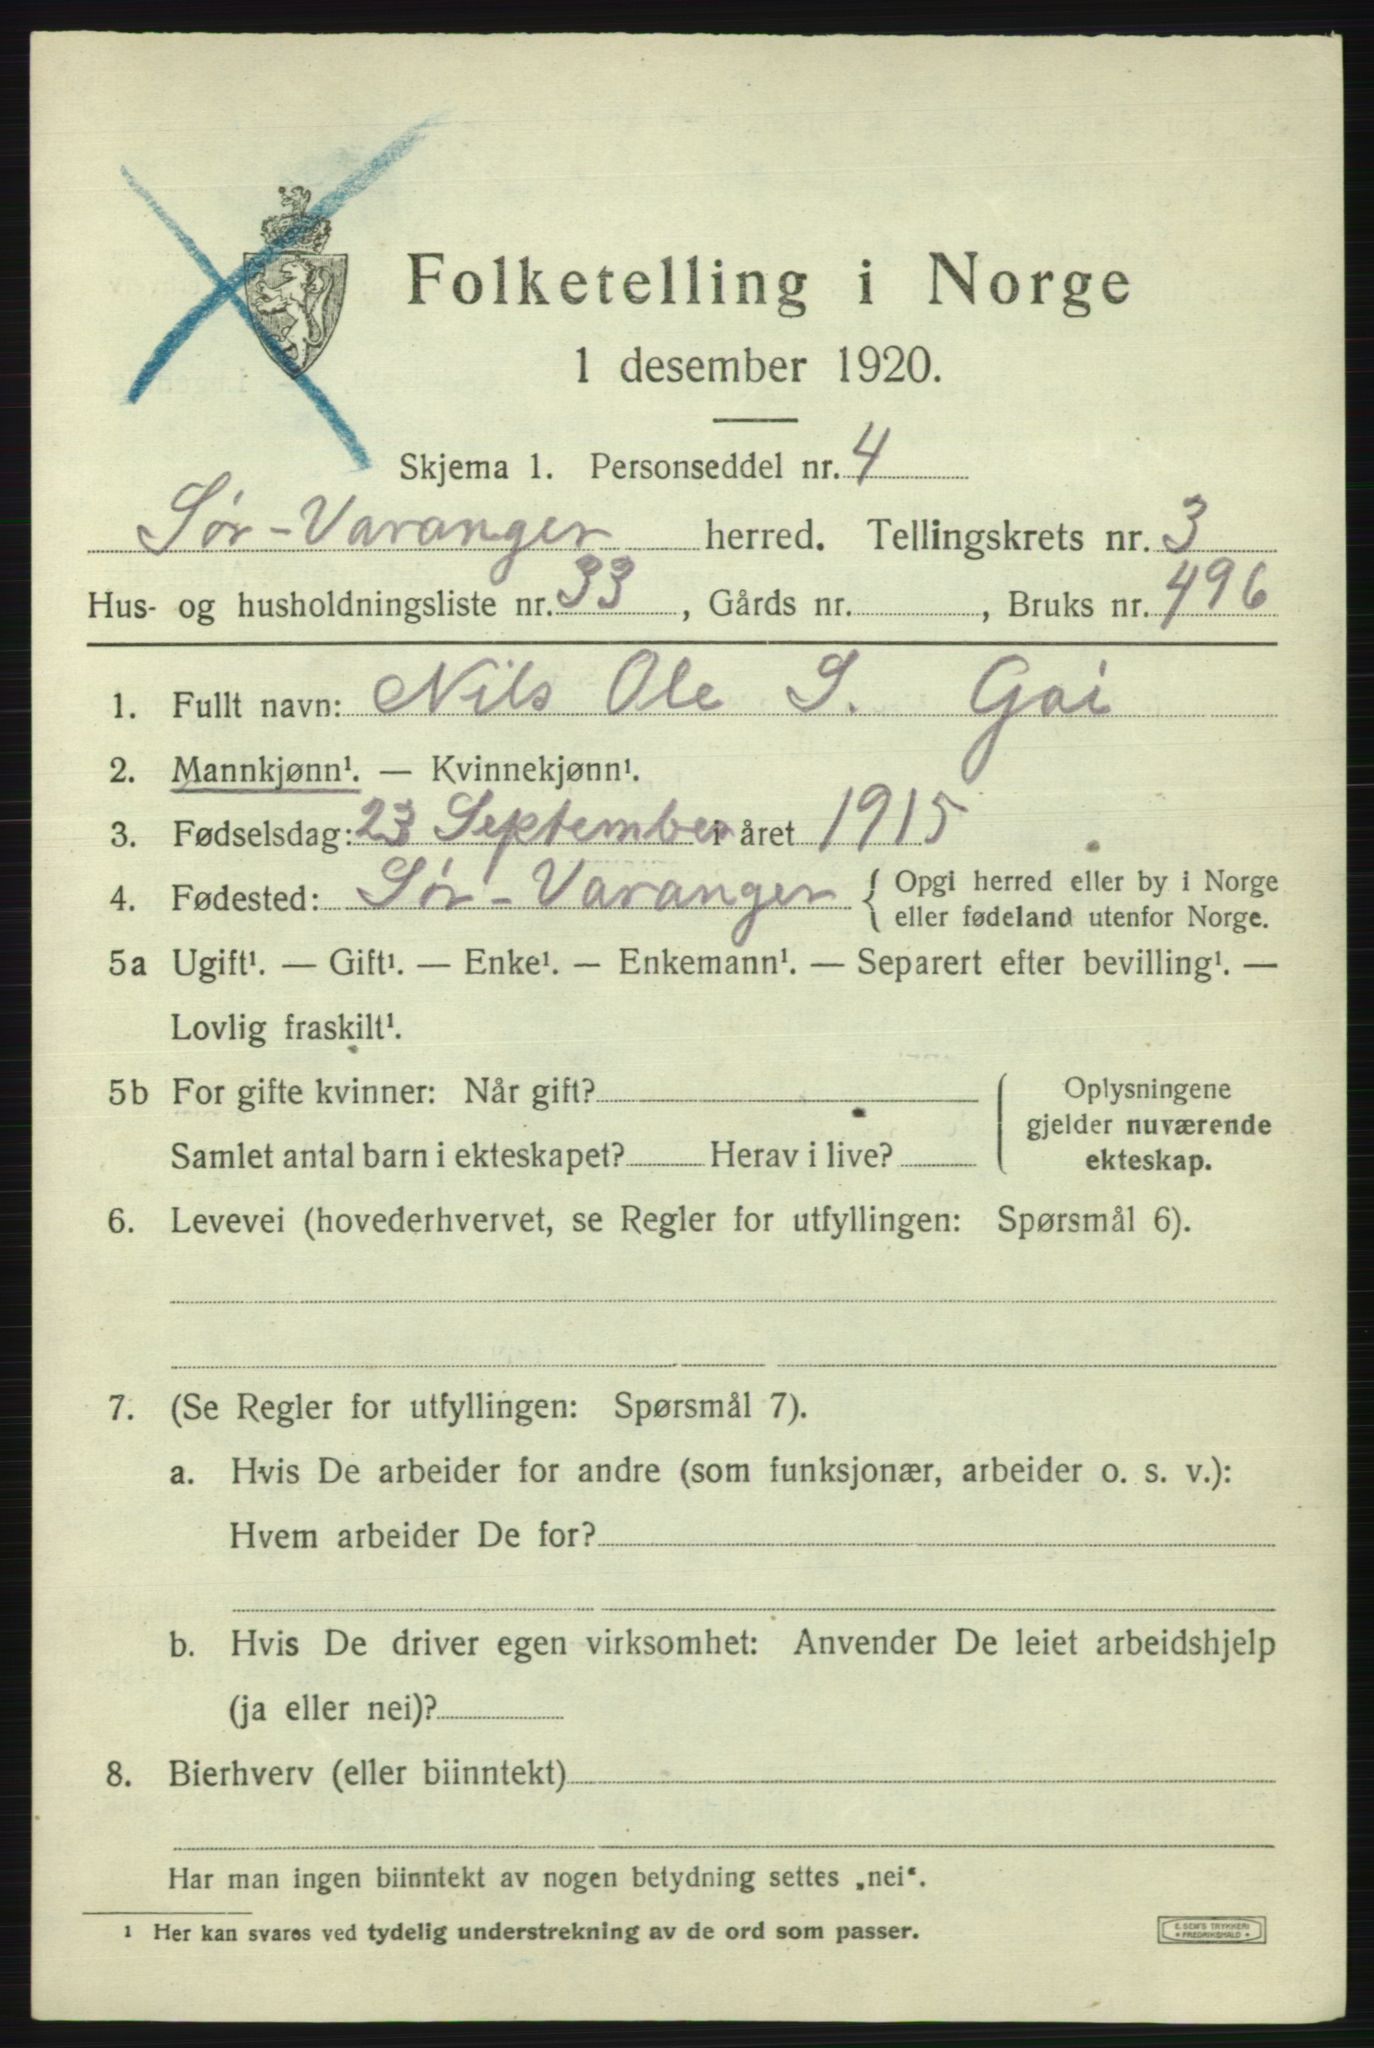 Folketelling i Norge
1 desember 1920.
Skjema 1. Personseddel nr. 4
Sør-Varanger herred. Tellingskrets nr. 3
Hus- og husholdningsliste nr. 33, Gårds nr. , Bruks nr. 496
1. Fullt navn: Nils Ole S. Gai
2. Mannkjønn¹. — Kvinnekjønn¹.
3. Fødselsdag: 23 September i året 1915
4. Fødested: Sør-Varanger { Opgi herred eller by i Norge
eller fødeland utenfor Norge.
5a Ugift¹. — Gift¹. — Enke¹. — Enkemann¹. — Separert efter bevilling¹. —
Lovlig fraskilt¹.
5b For gifte kvinner: Når gift?
Samlet antal barn i ekteskapet? Herav i live?
Oplysningene
gjelder nuværende
ekteskap.
6. Levevei (hovederhvervet, se Regler for utfyllingen: Spørsmål 6).
7. (Se Regler for utfyllingen: Spørsmål 7).
a. Hvis De arbeider for andre (som funksjonær, arbeider o. s. v.):
Hvem arbeider De for?
b. Hvis De driver egen virksomhet: Anvender De leiet arbeidshjelp
(ja eller nei)?
8. Bierhverv (eller biinntekt)
Har man ingen biinntekt av nogen betydning settes „nei“.
¹ Her kan svares ved tydelig understrekning av de ord som passer.
E. SEM'S TRYKKERI
* FREDRIKSHALD *